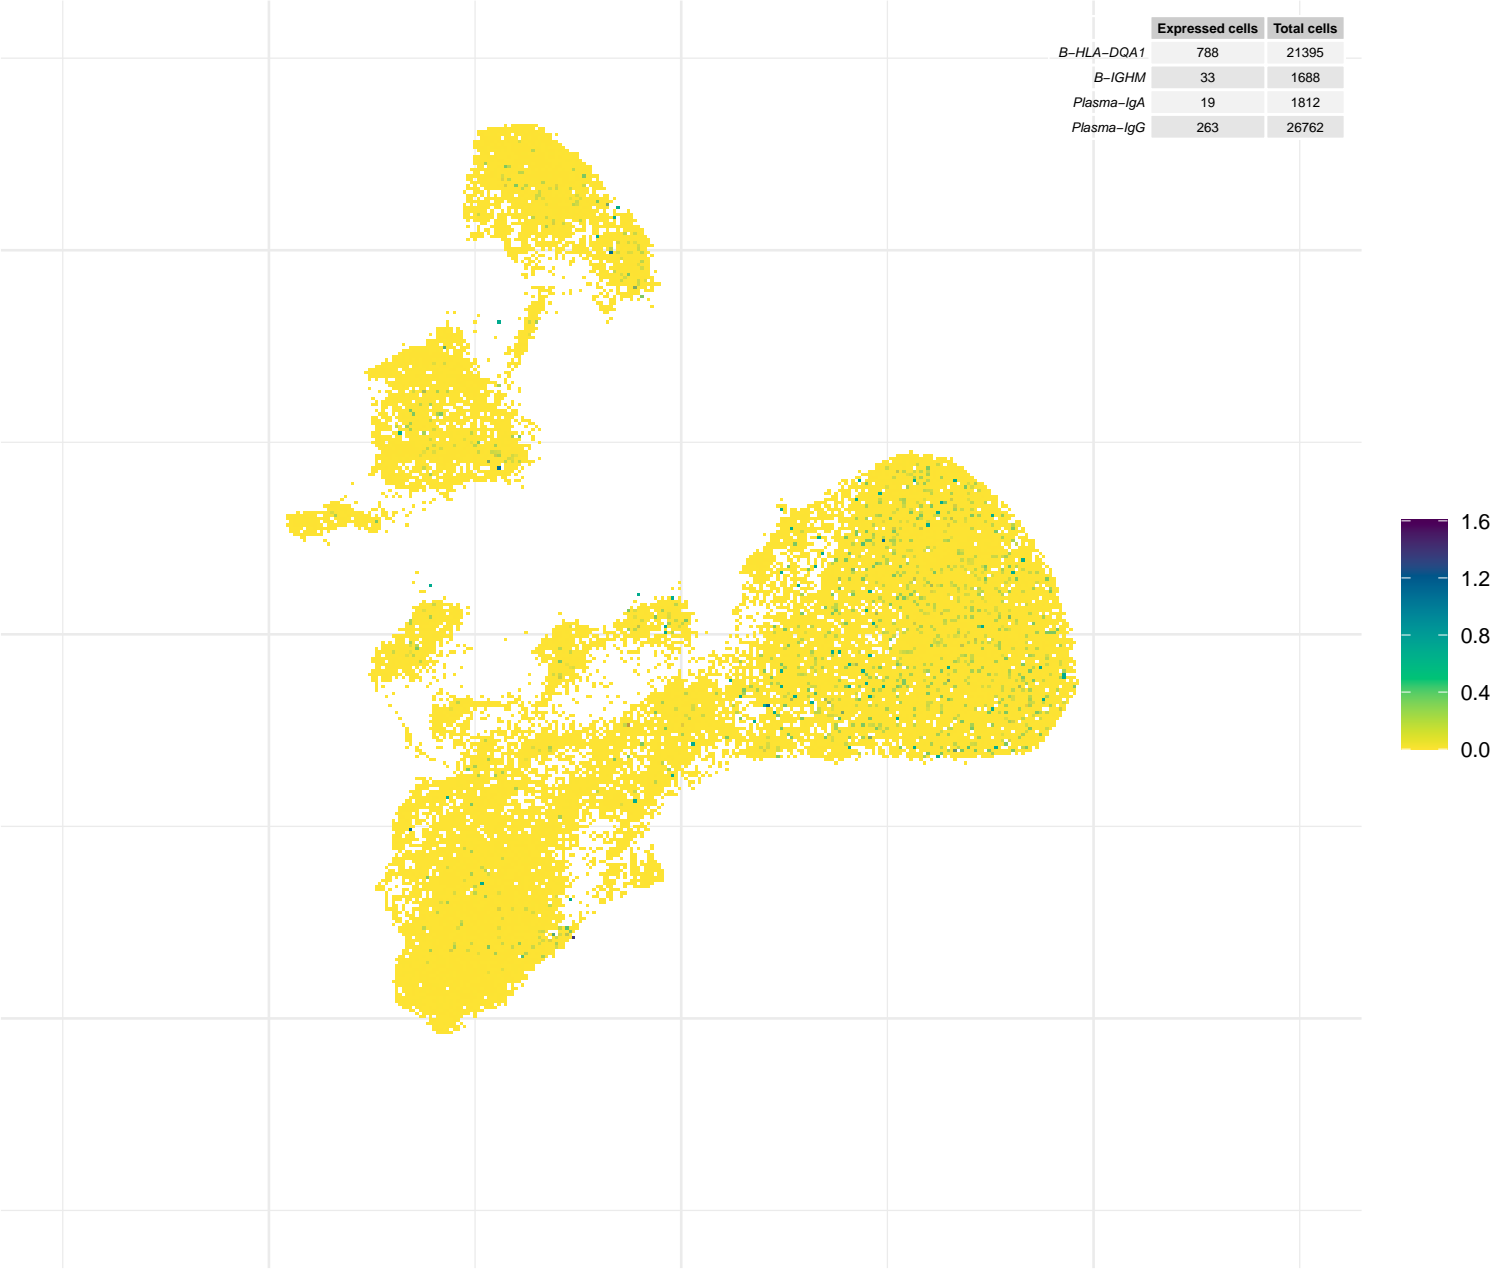 Expressed cells Total cells
B−HLA−DQA1 788 21395
B−IGHM 33 1688
Plasma−IgA 19 1812
Plasma−IgG 263 26762
1.6
1.2
0.8
0.4
0.0